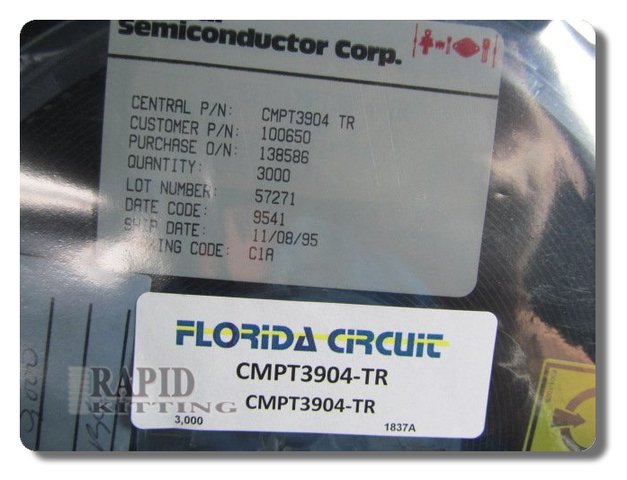 Semiconductor Corp.
CENTRAL P/N: CMPT3904 TR
CUSTOMER P/N: 100650
PURCHASE O/N: 138586
QUANTITY: 3000
LOT NUMBER: 57271
DATE CODE: 9541
SHIP DATE: 11/08/95
KING CODE: C1A
FLORIDA CIRCUIT
CMPT3904-TR
CMPT3904-TR
3,000 1837A
RAPID
KITTING